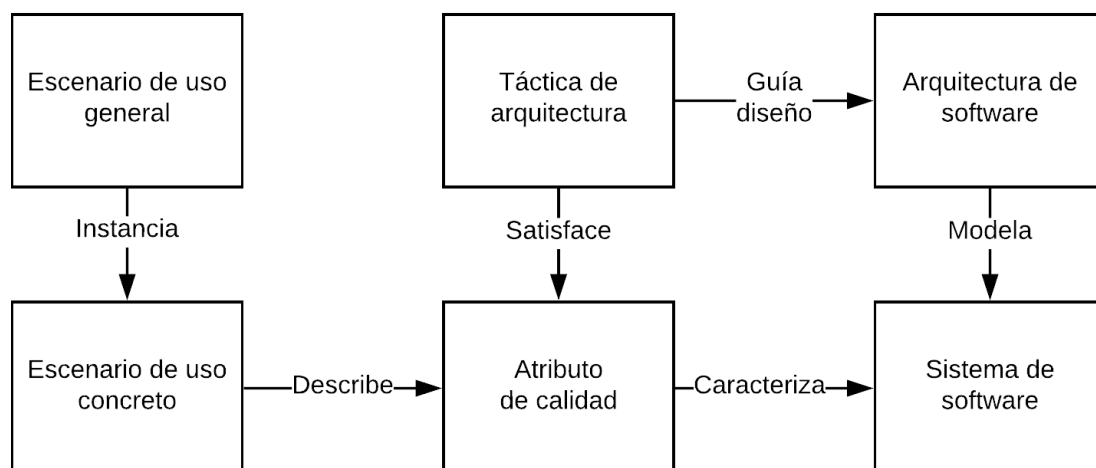 Escenario de uso
general
Táctica de
arquitectura
Guía
diseño
Arquitectura de
software
Instancia
Satisface
Modela
Escenario de uso
concreto
Describe
Atributo
de calidad
Caracteriza
Sistema de
software